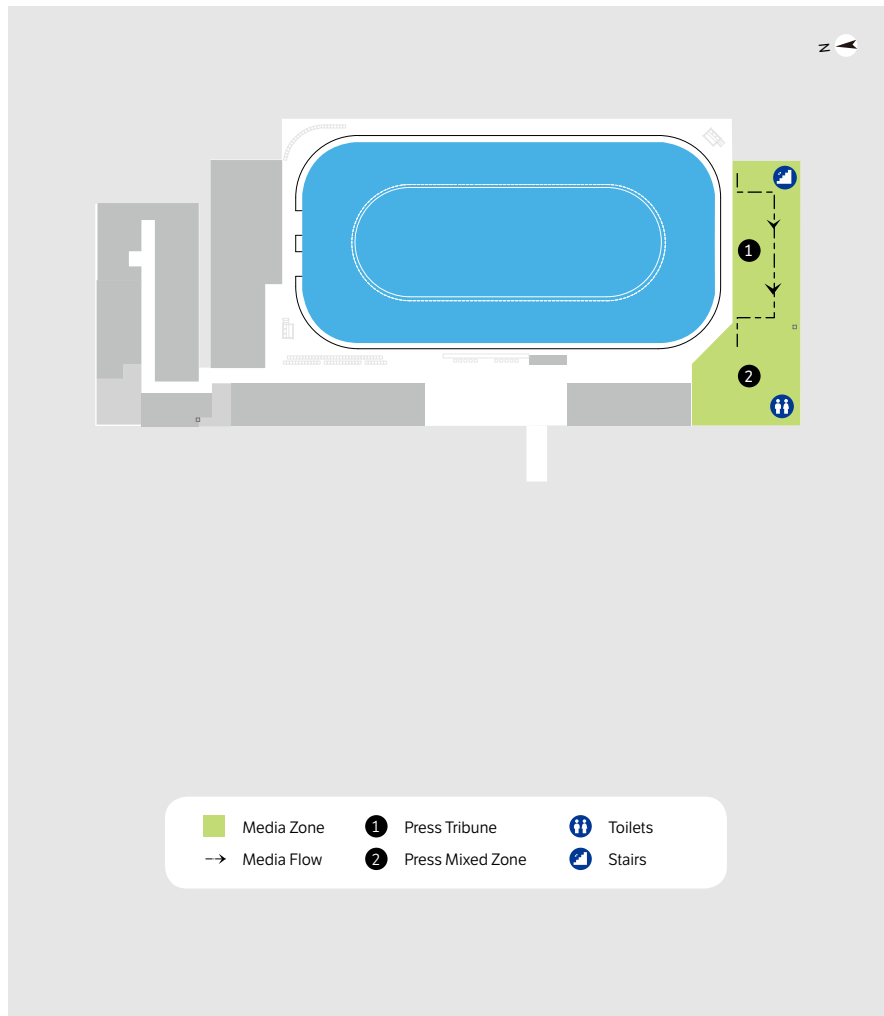 N
1
2
Media Zone
1 Press Tribune
Toilets
Media Flow
2 Press Mixed Zone
Stairs